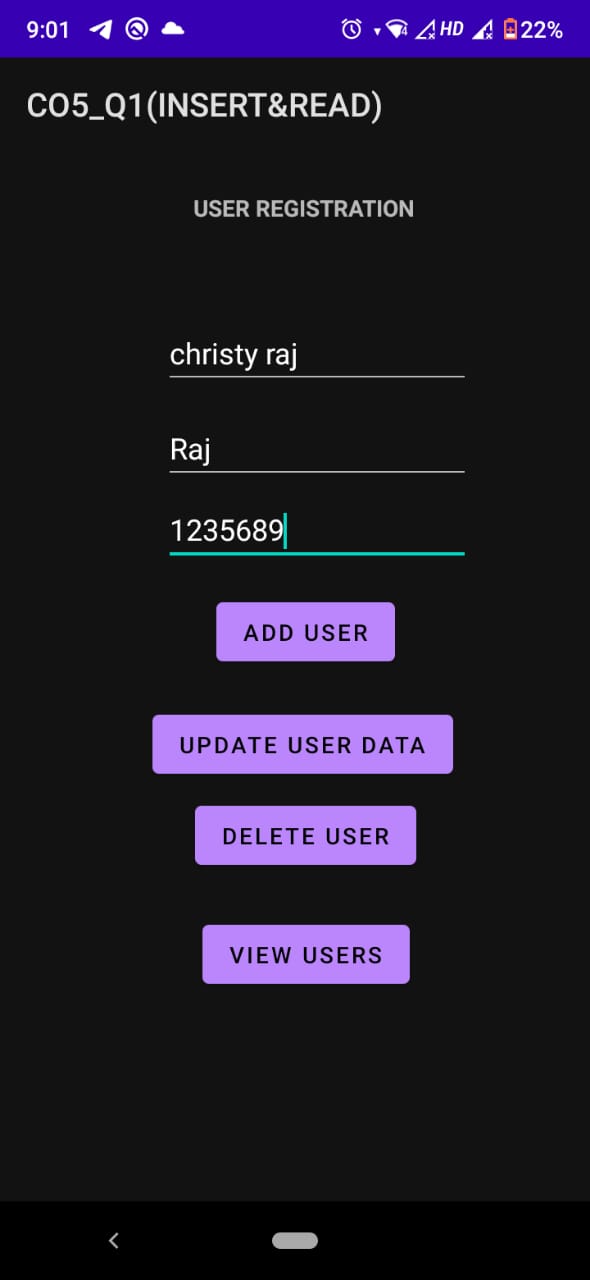 9:01 4 HD 22%
CO5_Q1(INSERT&READ)
USER REGISTRATION
christy raj
Raj
1235689
ADD USER
UPDATE USER DATA
DELETE USER
VIEW USERS